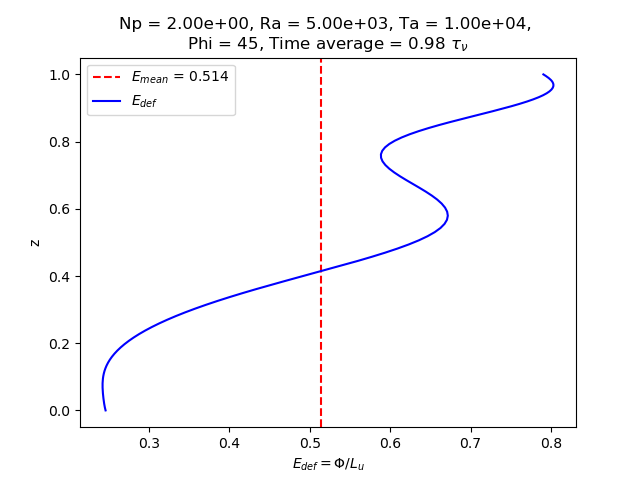 Np = 2.00e+00, Ra = 5.00e+03, Ta = 1.00e+04,
Phi = 45, Time average = 0.98 τ_ν
E_mean = 0.514
E_def
1.0
0.8
0.6
0.4
0.2
0.0
z
0.3 0.4 0.5 0.6 0.7 0.8
E_def = Φ/L_u